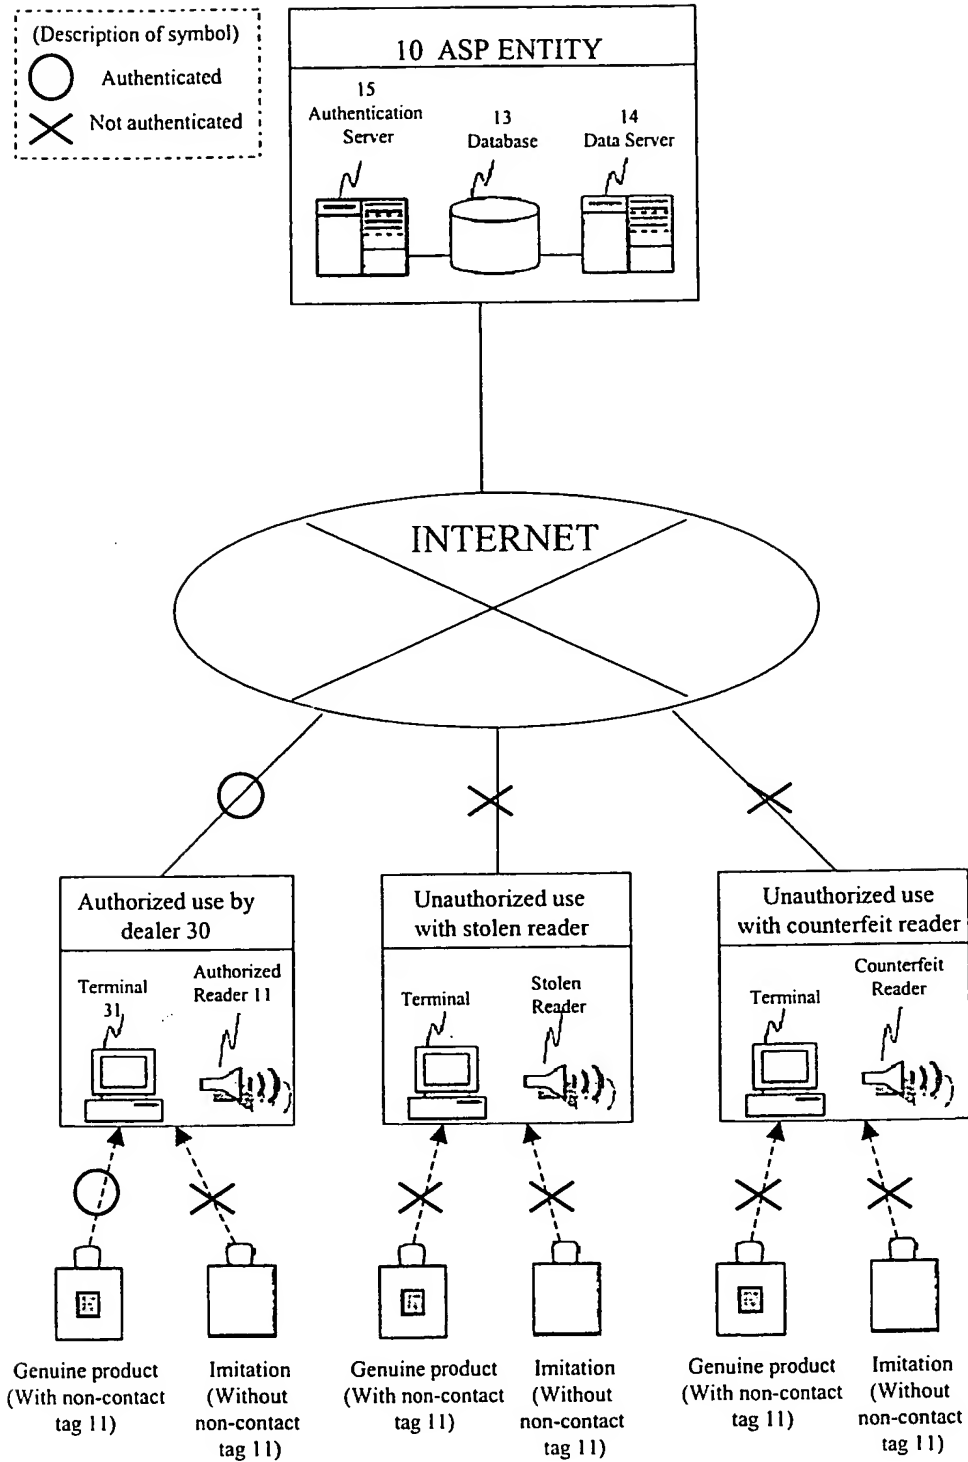 (Description of symbol)
Authenticated
Not authenticated
10 ASP ENTITY
15
Authentication
Server
13
Database
14
Data Server
INTERNET
Authorized use by
dealer 30
Terminal
31
Authorized
Reader 11
Unauthorized use
with stolen reader
Terminal
Stolen
Reader
Unauthorized use
with counterfeit reader
Terminal
Counterfeit
Reader
Genuine product
(With non-contact
tag 11)
Imitation
(Without
non-contact
tag 11)
Genuine product
(With non-contact
tag 11)
Imitation
(Without
non-contact
tag 11)
Genuine product
(With non-contact
tag 11)
Imitation
(Without
non-contact
tag 11)